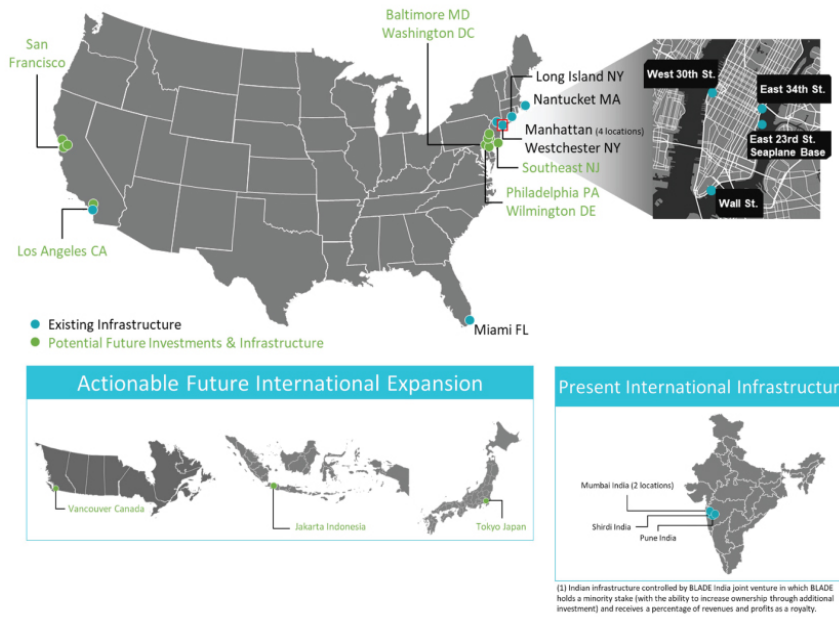 Baltimore MD
Washington DC
San
Francisco
Long Island NY
Nantucket MA
Manhattan (4 locations)
Westchester NY
Southeast NJ
Philadelphia PA
Wilmington DE
West 30th St.
East 34th St.
East 23rd St.
Seaplane Base
Wall St.
Los Angeles CA
Miami FL
Existing Infrastructure
Potential Future Investments & Infrastructure
Actionable Future International Expansion
Vancouver Canada
Jakarta Indonesia
Tokyo Japan
Present International Infrastructur
Mumbai India (2 locations)
Shirdi India
Pune India
(1) Indian infrastructure controlled by BLADE India joint venture in which BLADE
holds a minority stake (with the ability to increase ownership through additional
investment) and receives a percentage of revenues and profits as a royalty.